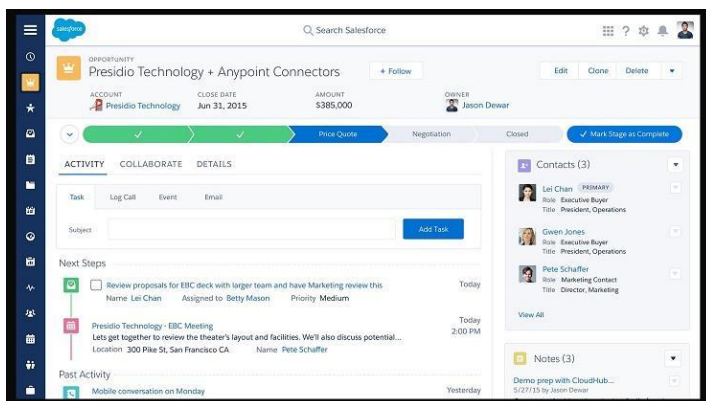 salesforce
Search Salesforce
OPPORTUNITY
Presidio Technology + Anypoint Connectors
+ Follow
Edit
Clone
Delete
ACCOUNT
Presidio Technology
CLOSE DATE
Jun 31, 2015
AMOUNT
$385,000
OWNER
Jason Dewar
Price Quote
Negotiation
Closed
Mark Stage as Complete
ACTIVITY
COLLABORATE
DETAILS
Task
Log Call
Event
Email
Subject
Add Task
Next Steps
Review proposals for EBC deck with larger team and have Marketing review this
Today
Name Lei Chan Assigned to Betty Mason Priority Medium
Presidio Technology - EBC Meeting
Today
2:00 PM
Lets get together to review the theater's layout and facilities. We'll also discuss potential...
Location 300 Pike St, San Francisco CA Name Pete Schaffer
Past Activity
Mobile conversation on Monday
Yesterday
Contacts (3)
Lei Chan PRIMARY
Role Executive Buyer
Title President, Operations
Gwen Jones
Role Executive Buyer
Title President, Operations
Pete Schaffer
Role Marketing Contact
Title Director, Marketing
View All
Notes (3)
Demo prep with CloudHub...
5/27/15 by Jason Dewar